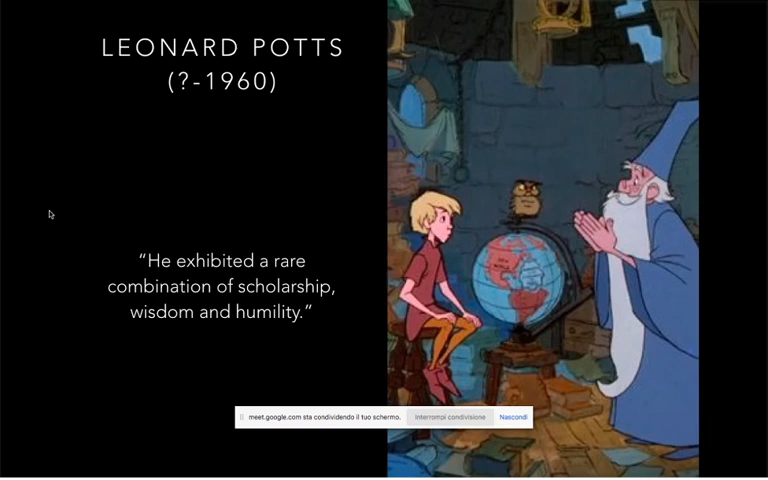 LEONARD POTTS
(?-1960)
“He exhibited a rare
combination of scholarship,
wisdom and humility.”
meet.google.com sta condividendo il tuo schermo. Interrompi condivisione Nascondi